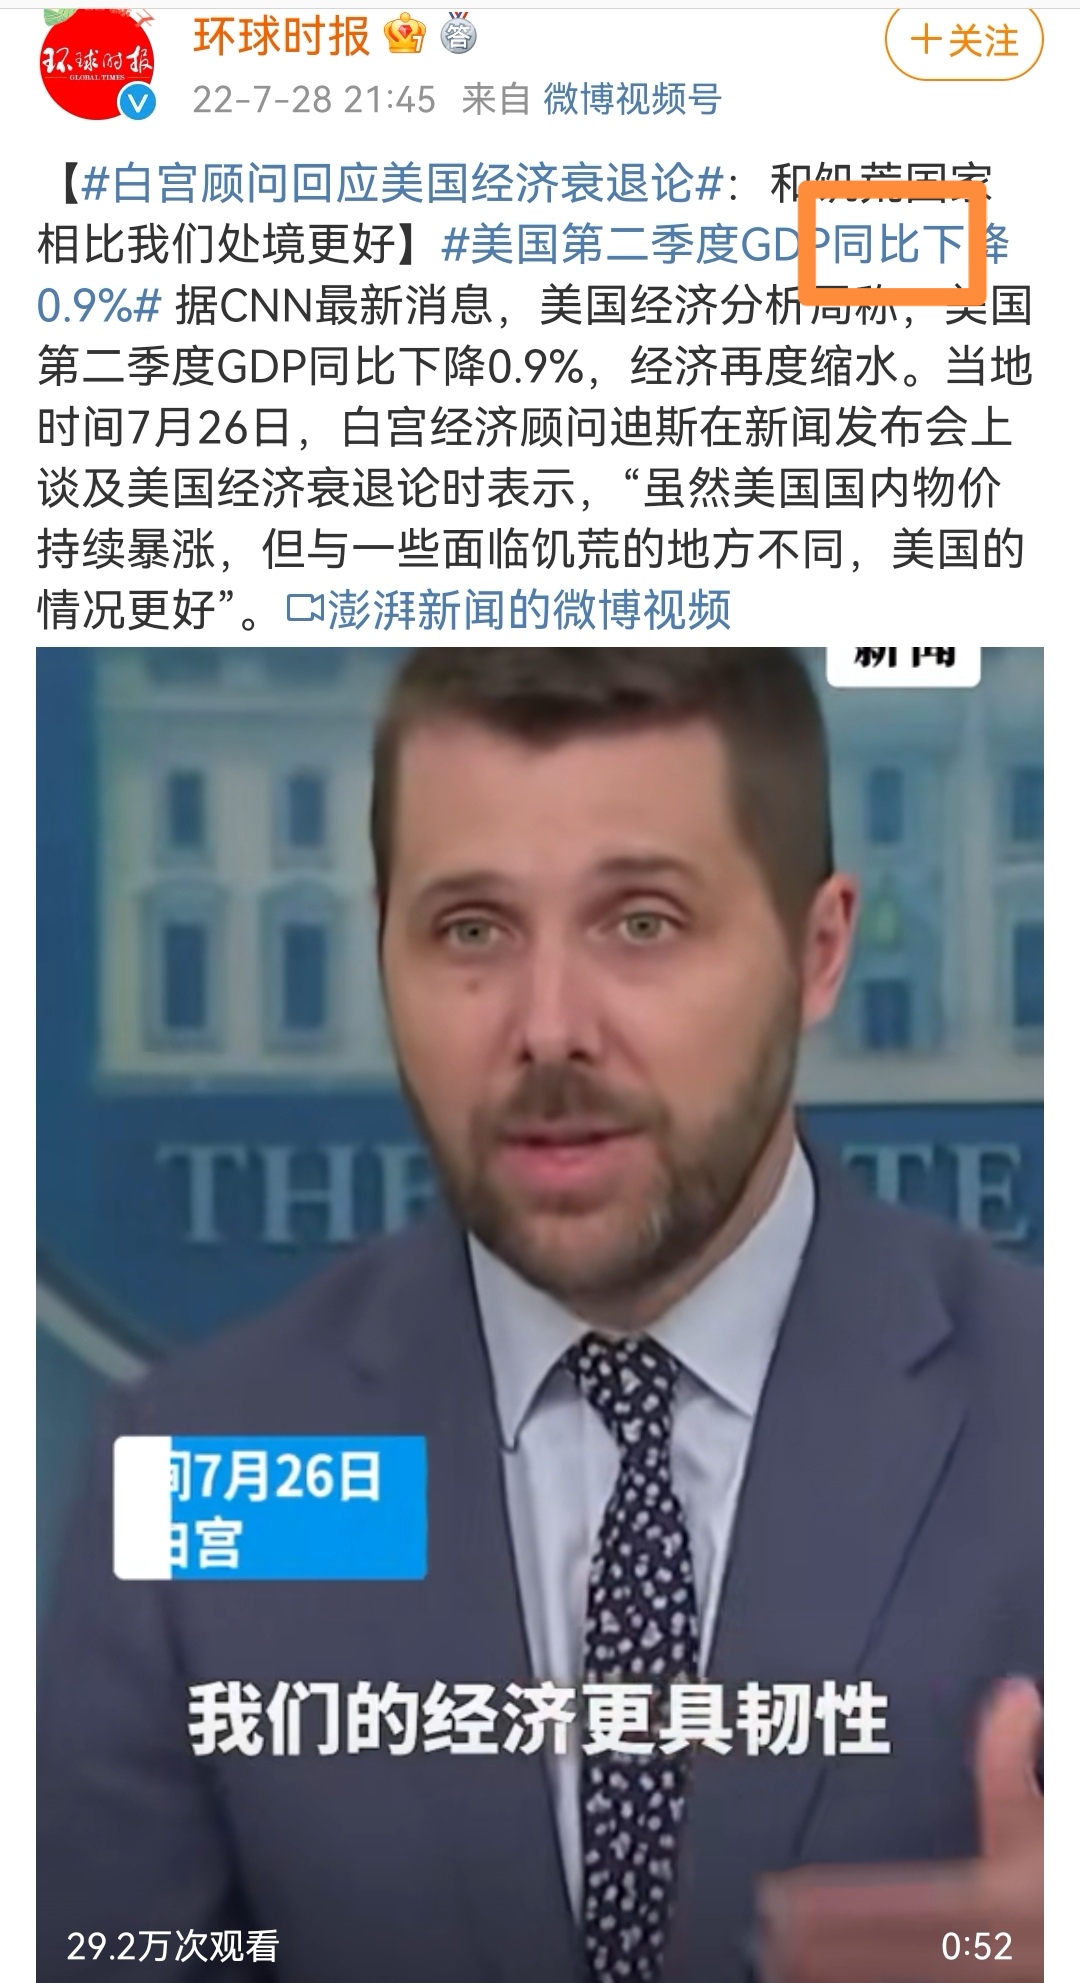 环球时报
GLOBAL TIMES
环球时报
7
答
+关注
22-7-28 21:45 来自 微博视频号
【#白宫顾问回应美国经济衰退论#：和饥荒国家
相比我们处境更好】#美国第二季度GDP同比下降
0.9%# 据CNN最新消息，美国经济分析局称，美国
第二季度GDP同比下降0.9%，经济再度缩水。当地
时间7月26日，白宫经济顾问迪斯在新闻发布会上
谈及美国经济衰退论时表示，“虽然美国国内物价
持续暴涨，但与一些面临饥荒的地方不同，美国的
情况更好”。澎湃新闻的微博视频
新闻
THE TE
间7月26日
白宫
我们的经济更具韧性
29.2万次观看
0:52